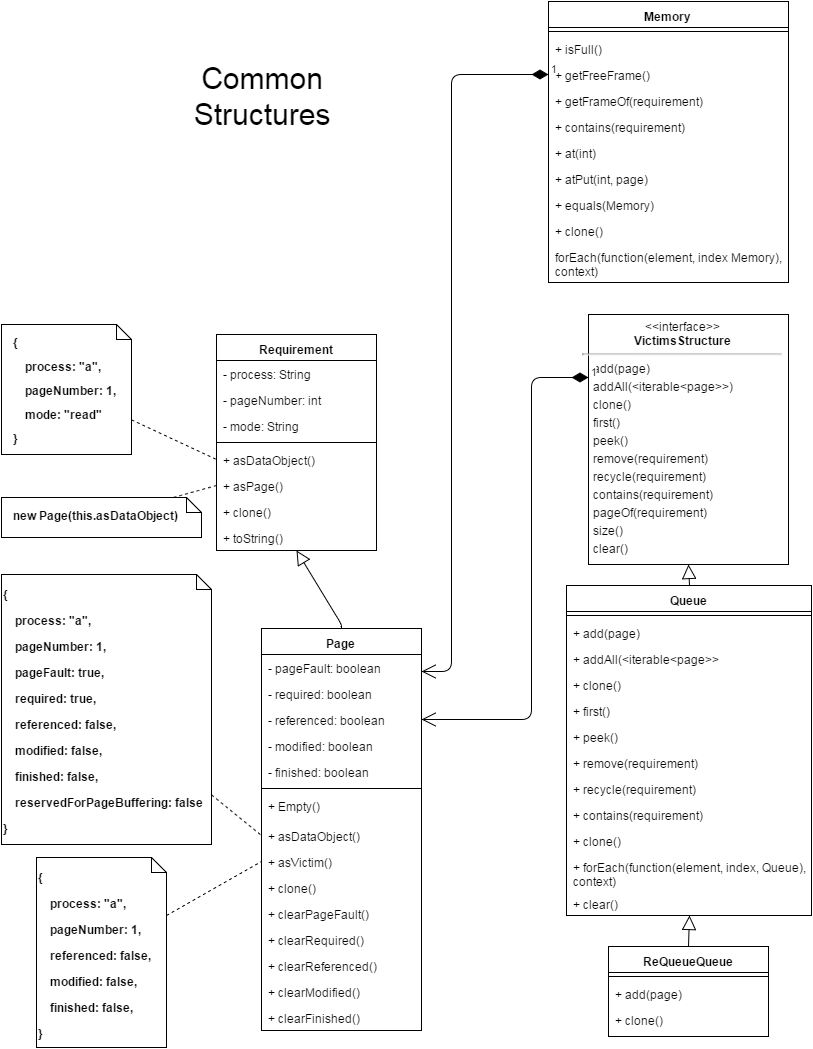 Common
Structures
Memory
+ isFull()
1
+ getFreeFrame()
+ getFrameOf(requirement)
+ contains(requirement)
+ at(int)
+ atPut(int, page)
+ equals(Memory)
+ clone()
forEach(function(element, index Memory),
context)
<<interface>>
VictimsStructure
1
add(page)
addAll(<iterable<page>>)
clone()
first()
peek()
remove(requirement)
recycle(requirement)
contains(requirement)
pageOf(requirement)
size()
clear()
{
process: "a",
pageNumber: 1,
mode: "read"
}
new Page(this.asDataObject)
Requirement
- process: String
- pageNumber: int
- mode: String
+ asDataObject()
+ asPage()
+ clone()
+ toString()
{
process: "a",
pageNumber: 1,
pageFault: true,
required: true,
referenced: false,
modified: false,
finished: false,
reservedForPageBuffering: false
}
{
process: "a",
pageNumber: 1,
referenced: false,
modified: false,
finished: false,
}
Page
- pageFault: boolean
- required: boolean
- referenced: boolean
- modified: boolean
- finished: boolean
+ Empty()
+ asDataObject()
+ asVictim()
+ clone()
+ clearPageFault()
+ clearRequired()
+ clearReferenced()
+ clearModified()
+ clearFinished()
Queue
+ add(page)
+ addAll(<iterable<page>>
+ clone()
+ first()
+ peek()
+ remove(requirement)
+ recycle(requirement)
+ contains(requirement)
+ clone()
+ forEach(function(element, index, Queue),
context)
+ clear()
ReQueueQueue
+ add(page)
+ clone()